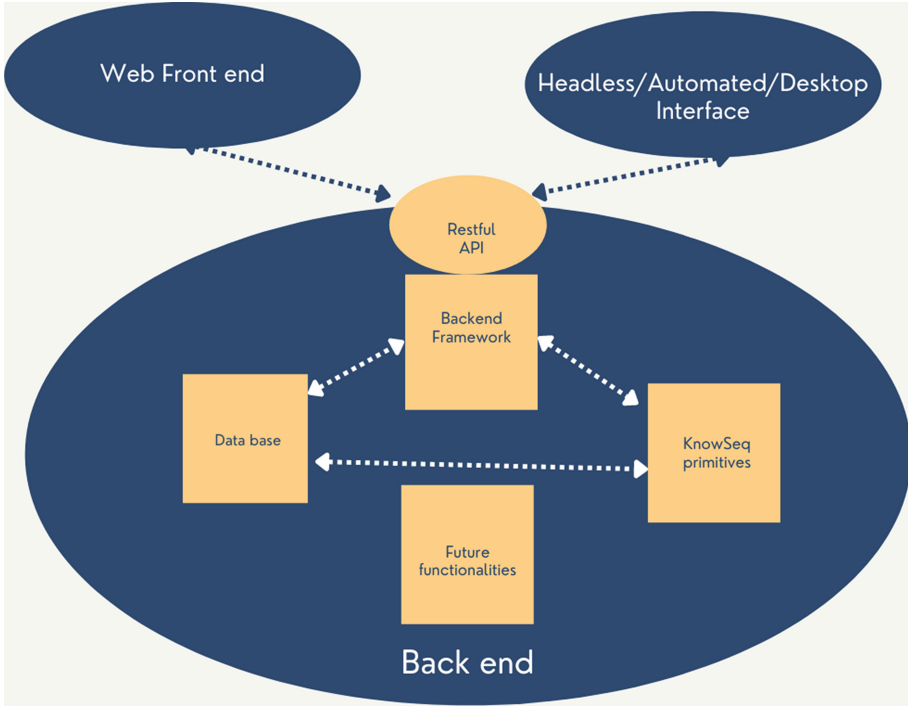 Web Front end
Headless/Automated/Desktop
Interface
Restful
API
Backend
Framework
Data base
KnowSeq
primitives
Future
functionalities
Back end